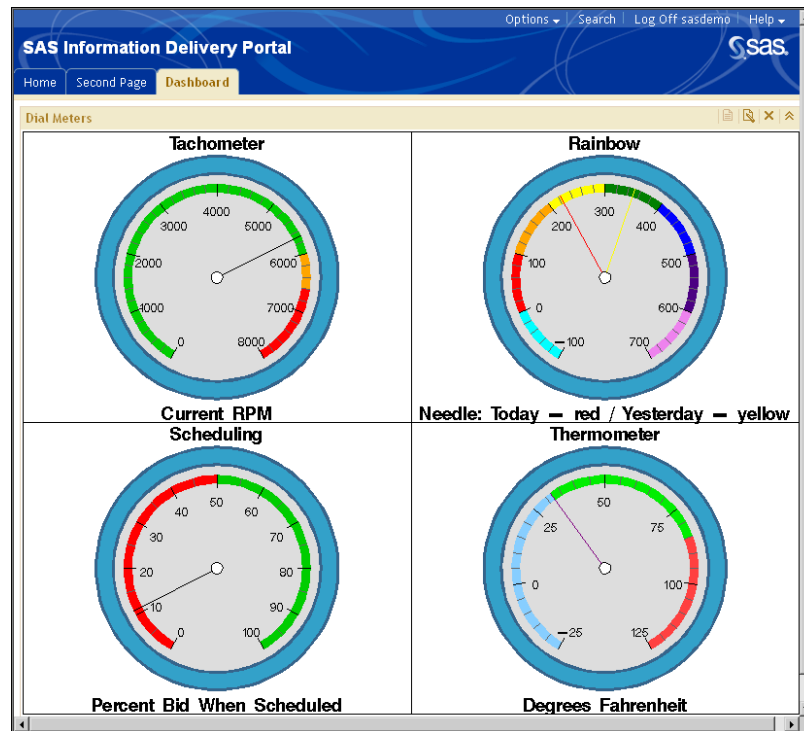 Options | Search | Log Off sasdemo | Help
SAS Information Delivery Portal
sas.
Home
Second Page
Dashboard
Dial Meters
Tachometer
0
1000
2000
3000
4000
5000
6000
7000
8000
Current RPM
Rainbow
-100
0
100
200
300
400
500
600
700
Needle: Today - red / Yesterday - yellow
Scheduling
0
10
20
30
40
50
60
70
80
90
100
Percent Bid When Scheduled
Thermometer
-25
0
25
50
75
100
125
Degrees Fahrenheit